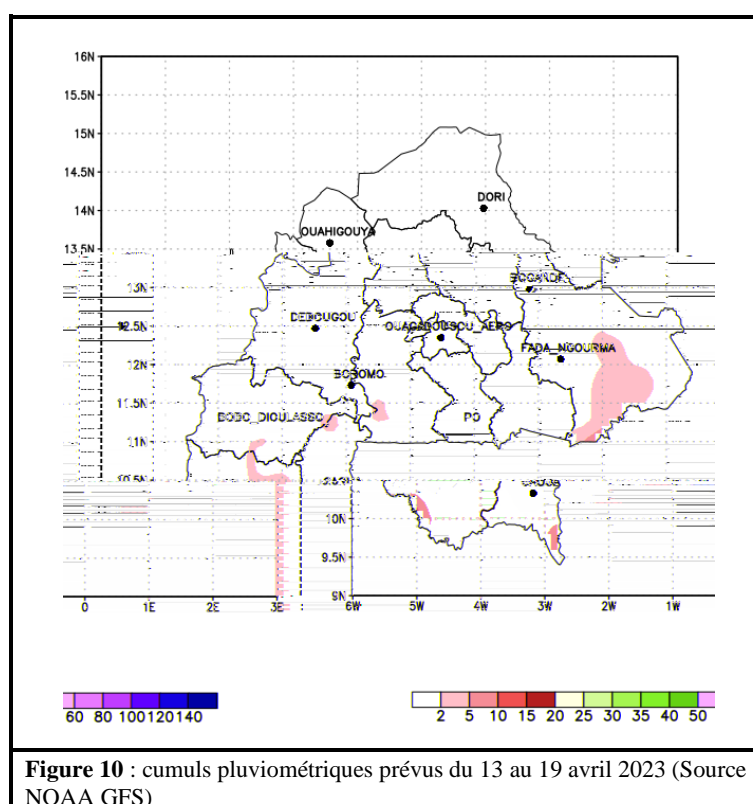 16N
15.5N
15N
14.5N
DORI
14N
OUAHIGOUYA
13.5N
13N
DEDOUGOU
12.5N
FADA_NGOURMA
12N
BOROMO
11.5N
PO
11N
10N
9.5N
9N
0 1E 2E 3E 6W 5W 4W 3W 2W 1W
60 80 100 120 140 2 5 10 15 20 25 30 35 40 50
Figure 10 : cumuls pluviométriques prévus du 13 au 19 avril 2023 (Source
NOAA GFS)